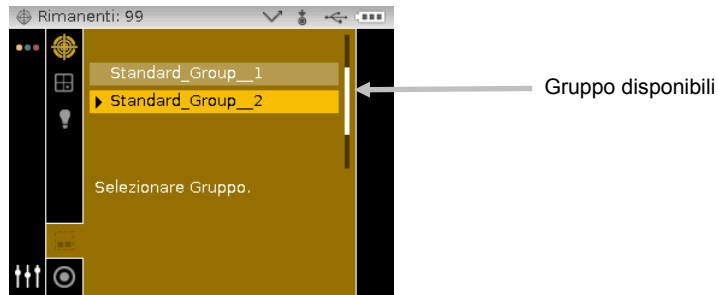 Rimanenti: 99
Standard_Group__1
Standard_Group__2
Gruppo disponibili
Selezionare Gruppo.